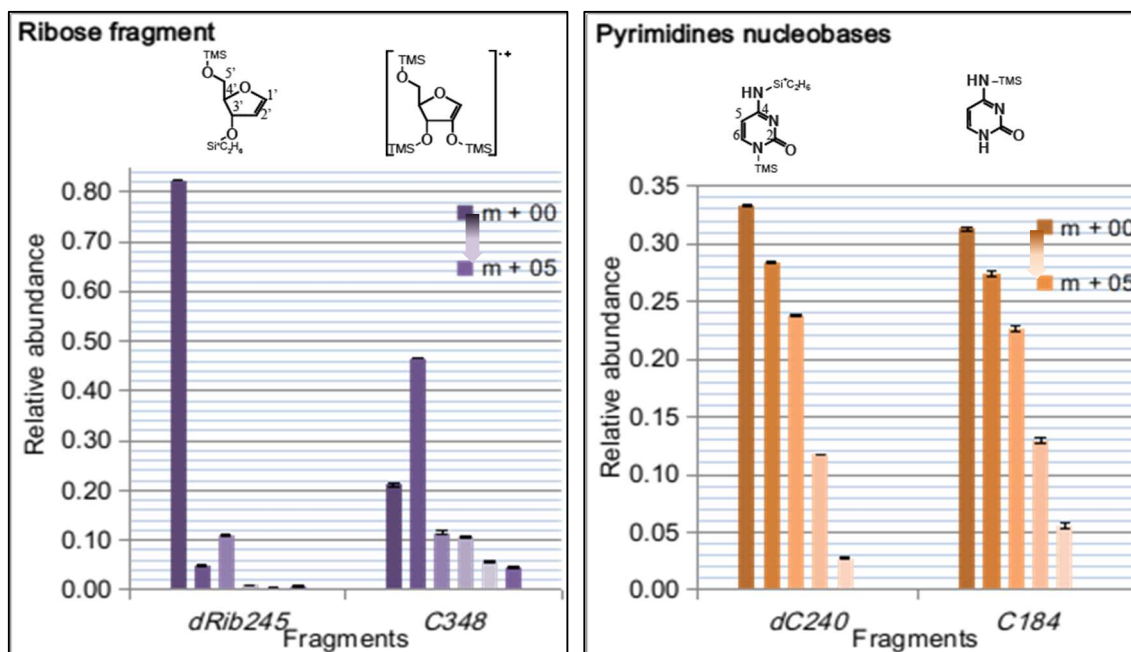 Ribose fragment
TMS
O
5'
4'
O
1'
3'
2'
O
Si⁺C₂H₆
TMS
O
O
TMS
O
O
TMS
·+
0.80
0.70
0.60
0.50
0.40
0.30
0.20
0.10
0.00
Relative abundance
m + 00
m + 05
dRib245
C348
Fragments
Pyrimidines nucleobases
HN
Si⁺C₂H₆
5
4
N
6
2
N
O
TMS
HN
TMS
N
N
H
O
0.35
0.30
0.25
0.20
0.15
0.10
0.05
0.00
Relative abundance
m + 00
m + 05
dC240
C184
Fragments